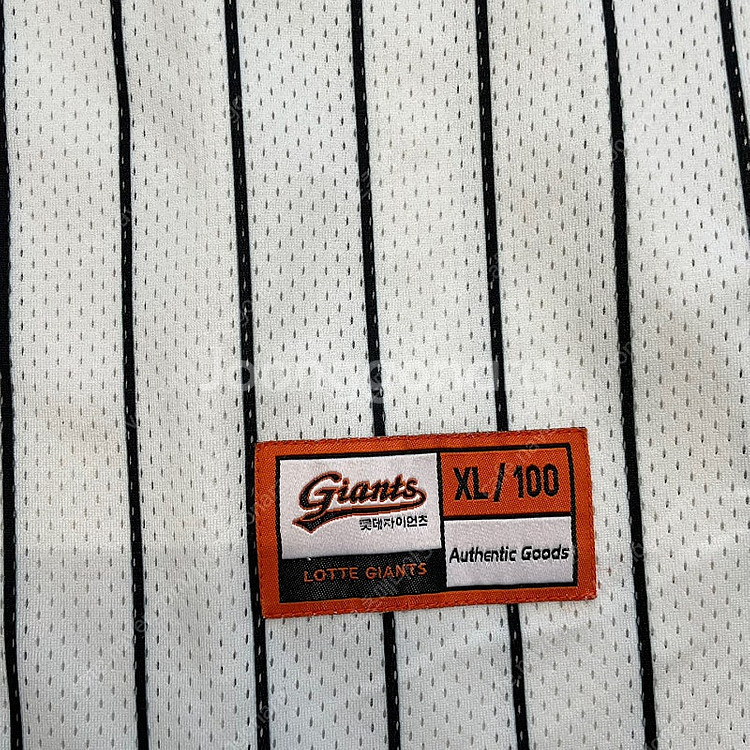 Giants
롯데자이언츠
LOTTE GIANTS
XL/100
Authentic Goods